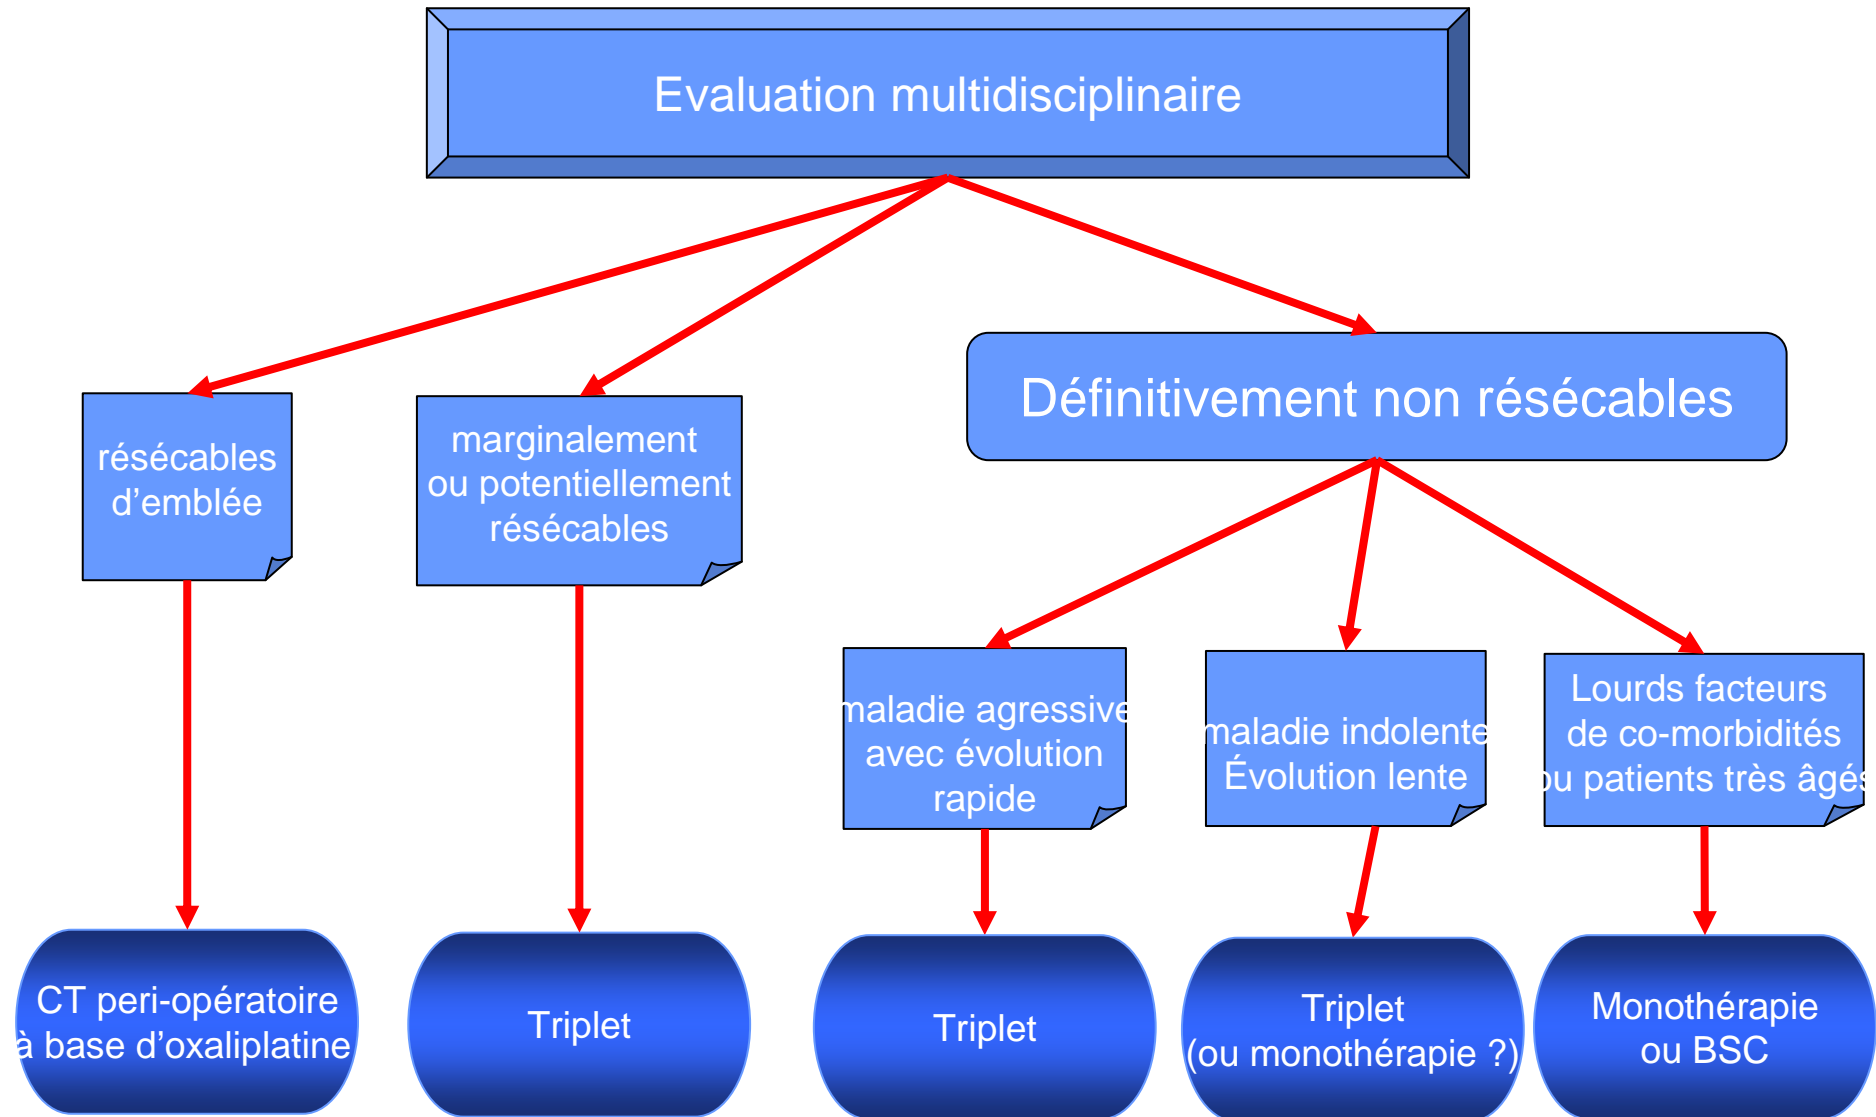 Evaluation multidisciplinaire
Définitivement non résécables
résécables
d’emblée
marginalement
ou potentiellement
résécables
maladie agressive
avec évolution
rapide
maladie indolente
Évolution lente
Lourds facteurs
de co-morbidités
ou patients très âgés
CT peri-opératoire
à base d’oxaliplatine
Triplet
Triplet
Triplet
(ou monothérapie ?)
Monothérapie
ou BSC